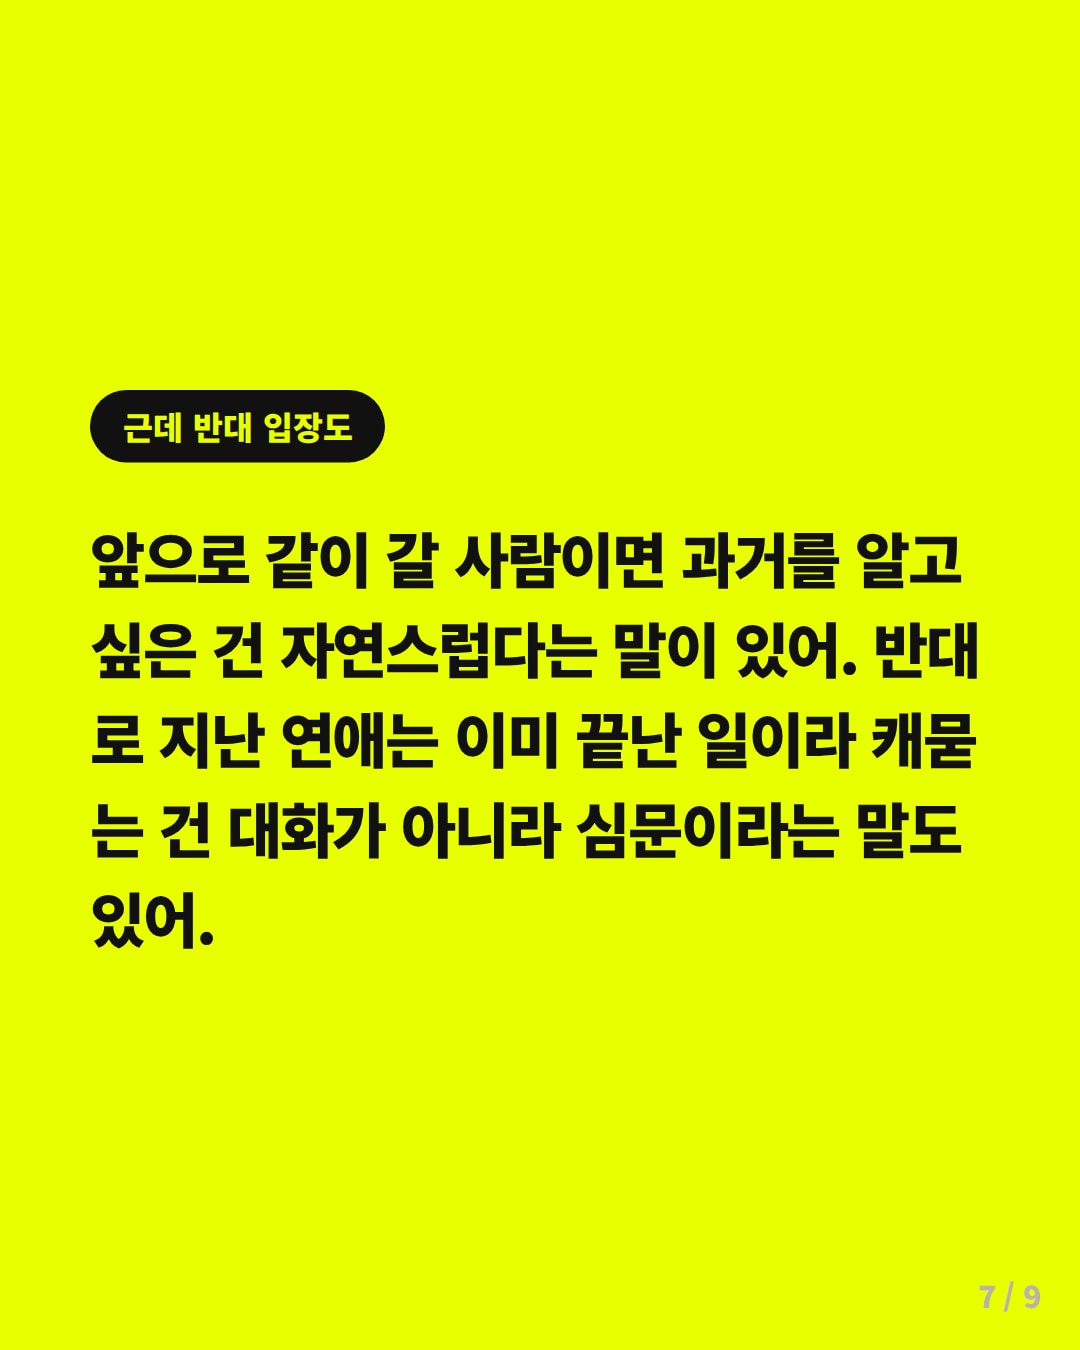 근데 반대 입장도
앞으로 같이 갈 사람이면 과거를 알고
싶은 건 자연스럽다는 말이 있어. 반대
로 지난 연애는 이미 끝난 일이라 캐묻
는 건 대화가 아니라 심문이라는 말도
있어.
7 / 9